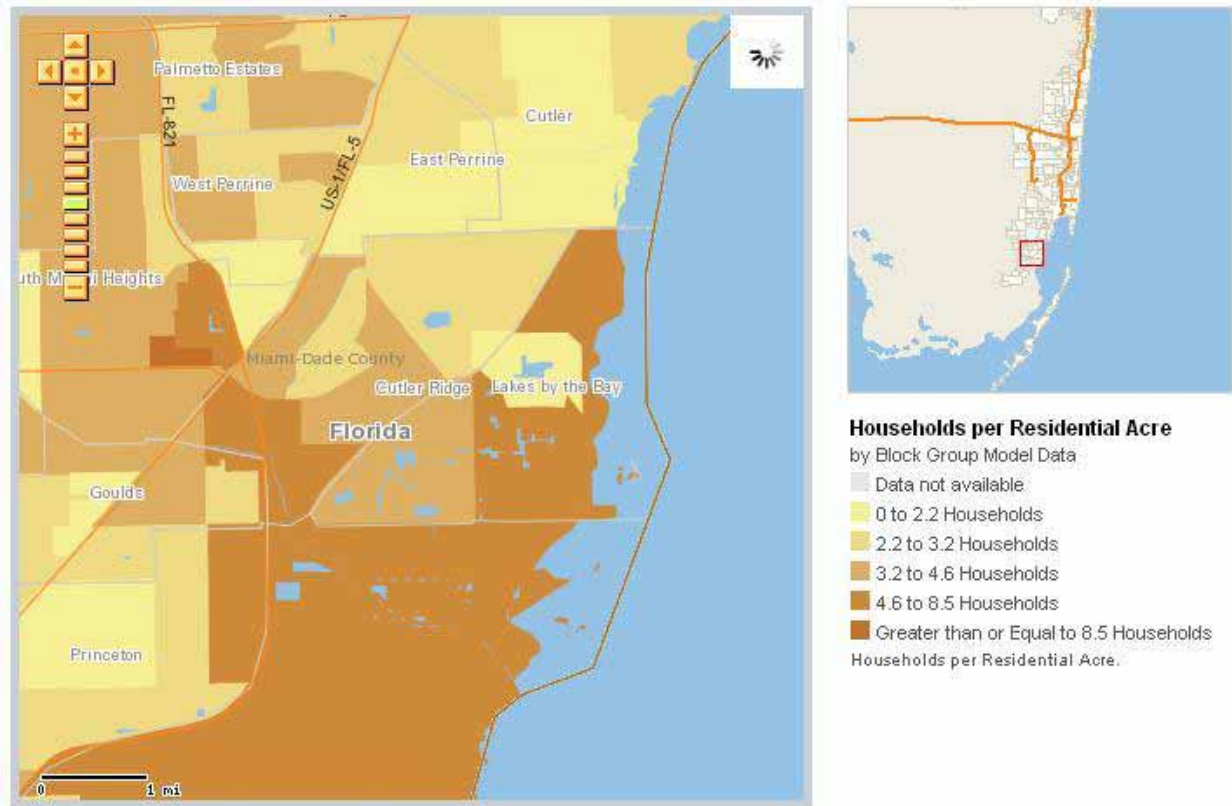 Palmetto Estates
FL-821
Cutler
East Perrine
US-1/FL-5
West Perrine
Heights
Miami-Dade County
Cutler Ridge
Lakes by the Bay
Florida
Goulds
Princeton
0 1 mi
Households per Residential Acre
by Block Group Model Data
Data not available
0 to 2.2 Households
2.2 to 3.2 Households
3.2 to 4.6 Households
4.6 to 8.5 Households
Greater than or Equal to 8.5 Households
Households per Residential Acre.